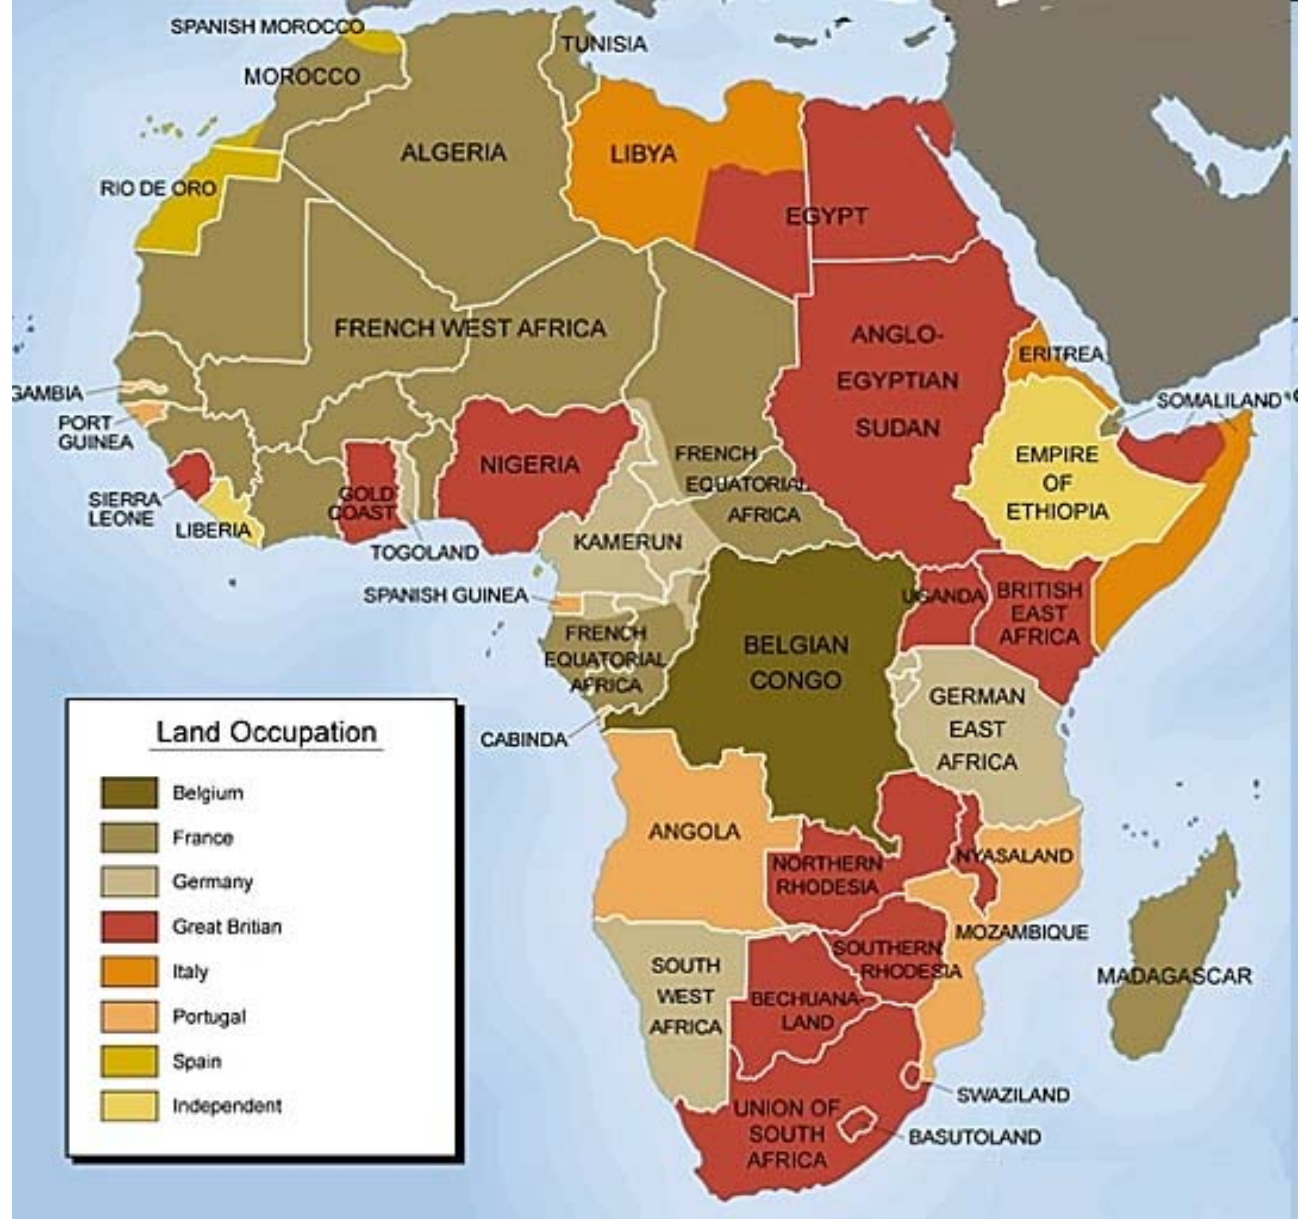 SPANISH MOROCCO
TUNISIA
MOROCCO
ALGERIA
LIBYA
RIO DE ORO
EGYPT
FRENCH WEST AFRICA
ANGLO-
EGYPTIAN
SUDAN
ERITREA
GAMBIA
SOMALILAND
PORT
GUINEA
NIGERIA
FRENCH
EQUATORIAL
AFRICA
EMPIRE
OF
ETHIOPIA
SIERRA
LEONE
GOLD
COAST
LIBERIA
TOGOLAND
KAMERUN
SPANISH GUINEA
UGANDA
BRITISH
EAST
AFRICA
FRENCH
EQUATORIAL
AFRICA
BELGIAN
CONGO
GERMAN
EAST
AFRICA
CABINDA
ANGOLA
NORTHERN
RHODESIA
NYASALAND
MOZAMBIQUE
SOUTHERN
RHODESIA
MADAGASCAR
SOUTH
WEST
AFRICA
BECHUANA-
LAND
SWAZILAND
UNION OF
SOUTH
AFRICA
BASUTOLAND
Land Occupation
Belgium
France
Germany
Great Britian
Italy
Portugal
Spain
Independent